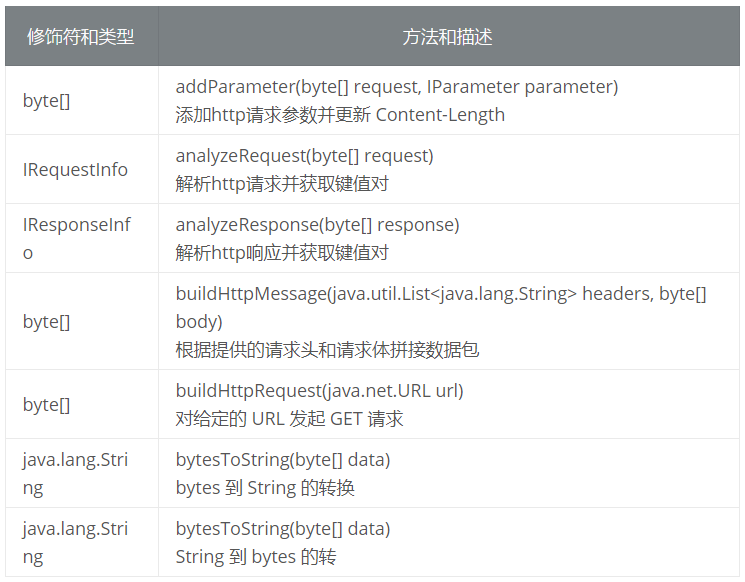 修饰符和类型
方法和描述
byte[]
addParameter(byte[] request, IParameter parameter)
添加http请求参数并更新 Content-Length
IRequestInfo
analyzeRequest(byte[] request)
解析http请求并获取键值对
IResponseInf
o
analyzeResponse(byte[] response)
解析http响应并获取键值对
byte[]
buildHttpMessage(java.util.List<java.lang.String> headers, byte[]
body)
根据提供的请求头和请求体拼接数据包
byte[]
buildHttpRequest(java.net.URL url)
对给定的 URL 发起 GET 请求
java.lang.Stri
ng
bytesToString(byte[] data)
bytes 到 String 的转换
java.lang.Stri
ng
bytesToString(byte[] data)
String 到 bytes 的转